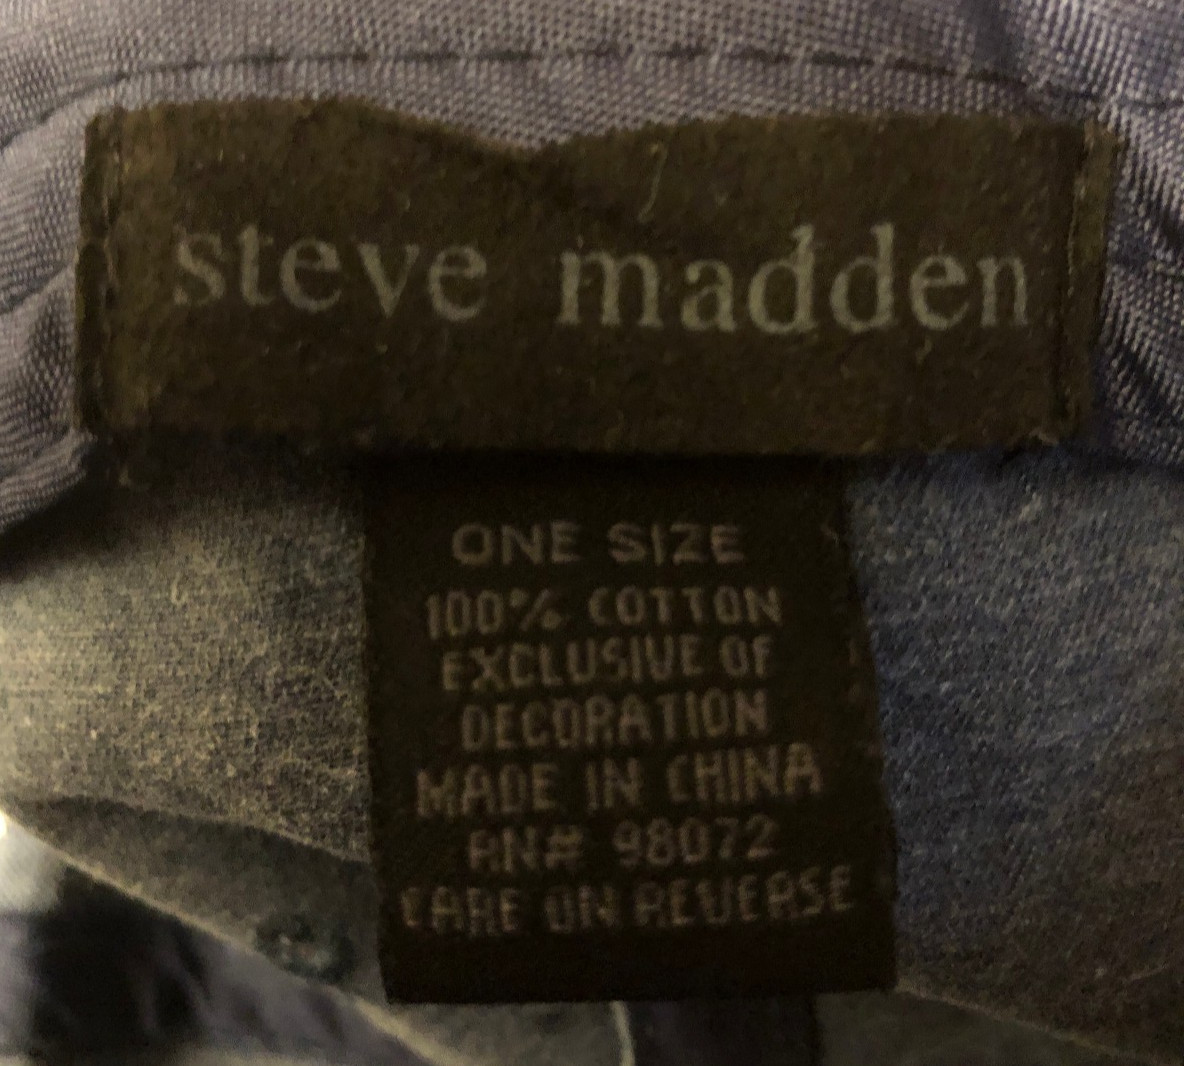 steve madden
ONE SIZE
100% COTTON
EXCLUSIVE OF
DECORATION
MADE IN CHINA
RN# 98072
CARE ON REVERSE